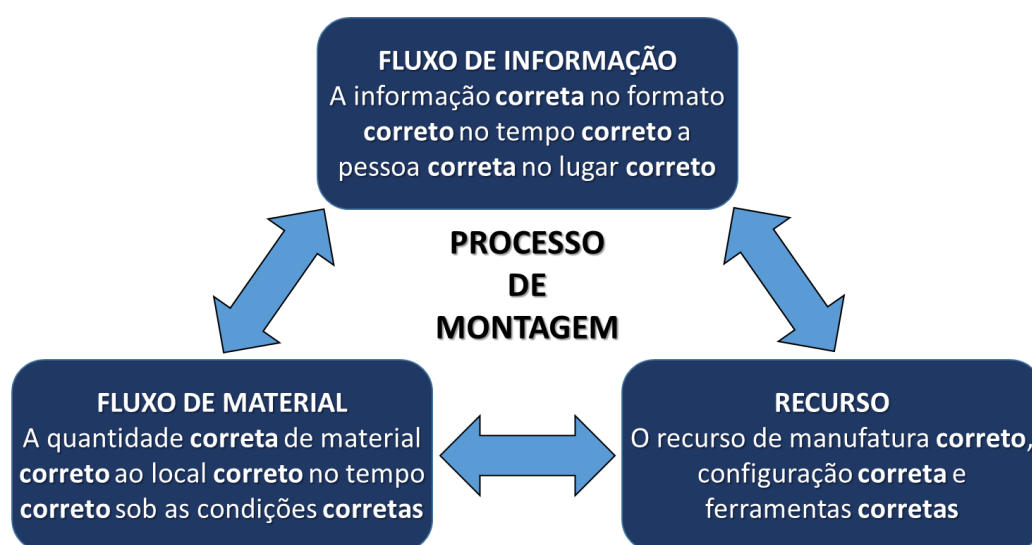 FLUXO DE INFORMAÇÃO
A informação correta no formato
correto no tempo correto a
pessoa correta no lugar correto
PROCESSO
DE
MONTAGEM
FLUXO DE MATERIAL
A quantidade correta de material
correto ao local correto no tempo
correto sob as condições corretas
RECURSO
O recurso de manufatura correto,
configuração correta e
ferramentas corretas